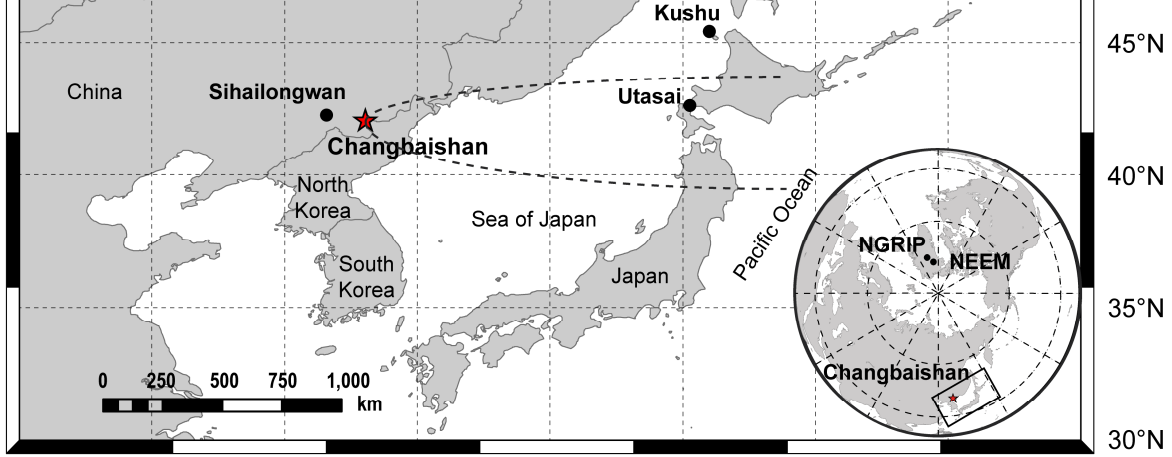 Kushu
45°N
China
Sihailongwan
Utasai
Changbaishan
North
Korea
40°N
Sea of Japan
Pacific Ocean
NGRIP
NEEM
South
Korea
Japan
35°N
0 250 500 750 1,000
km
Changbaishan
30°N